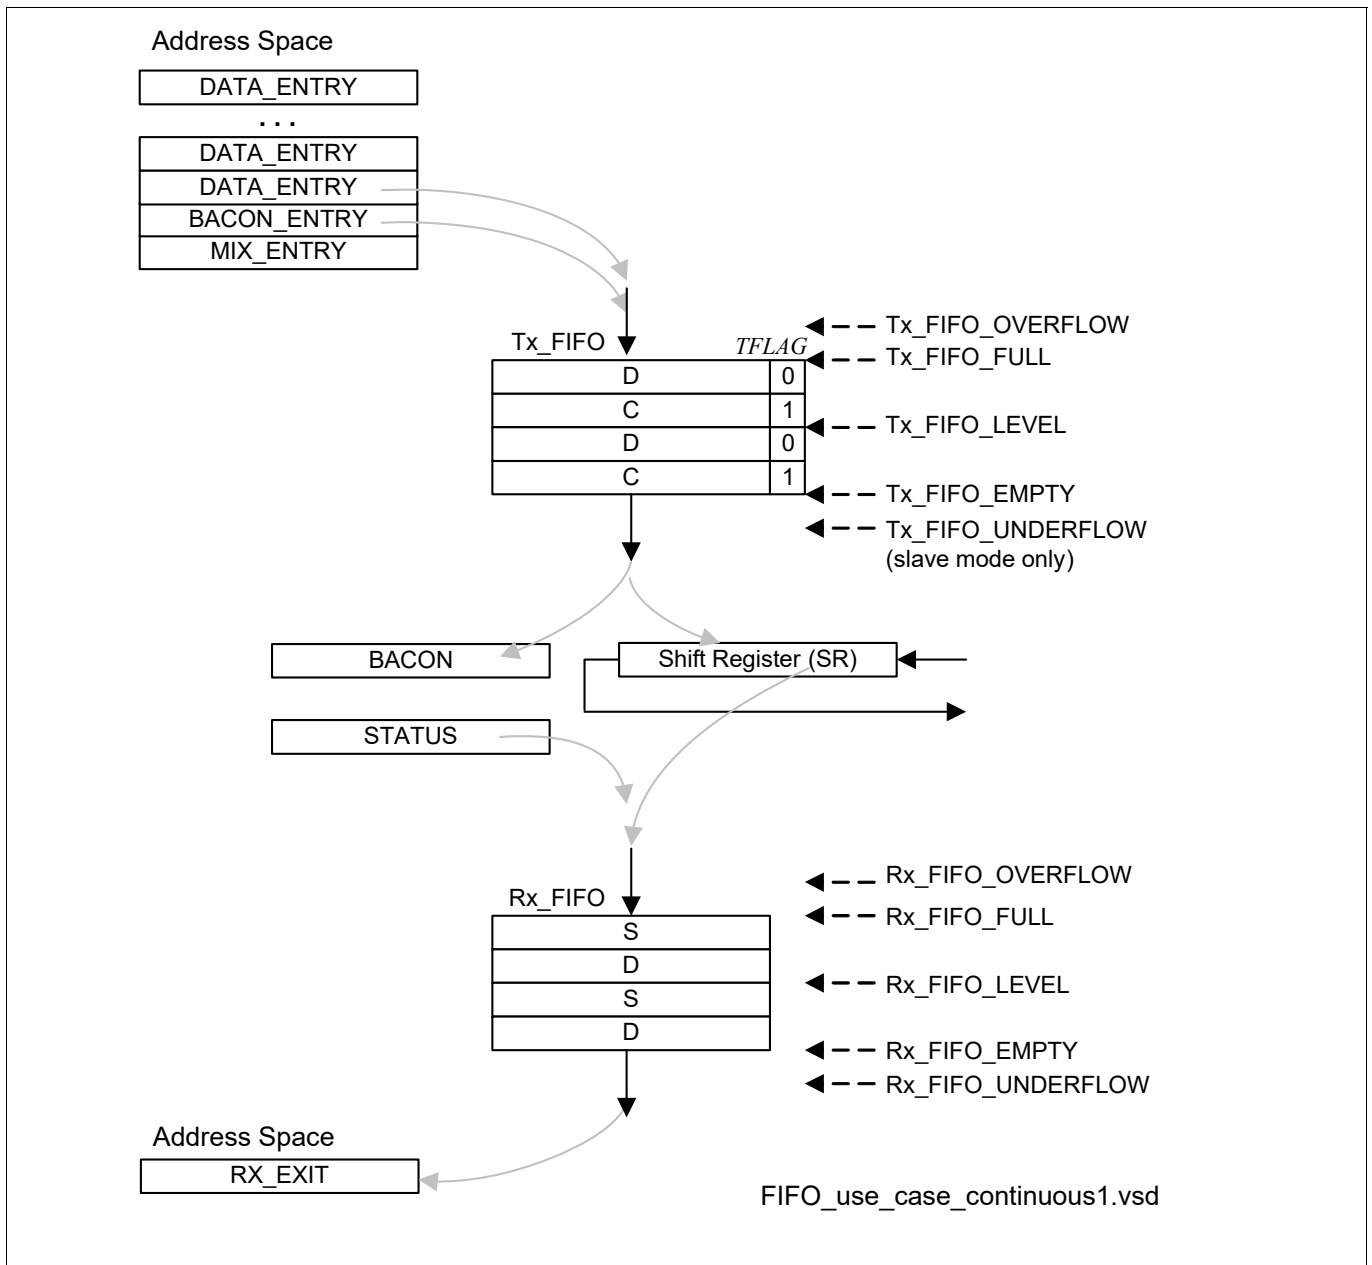 Address Space
DATA_ENTRY
...
DATA_ENTRY
DATA_ENTRY
BACON_ENTRY
MIX_ENTRY
Tx_FIFO
TFLAG
D 0
C 1
D 0
C 1
Tx_FIFO_OVERFLOW
Tx_FIFO_FULL
Tx_FIFO_LEVEL
Tx_FIFO_EMPTY
Tx_FIFO_UNDERFLOW
(slave mode only)
BACON
Shift Register (SR)
STATUS
Rx_FIFO
S
D
S
D
Rx_FIFO_OVERFLOW
Rx_FIFO_FULL
Rx_FIFO_LEVEL
Rx_FIFO_EMPTY
Rx_FIFO_UNDERFLOW
Address Space
RX_EXIT
FIFO_use_case_continuous1.vsd